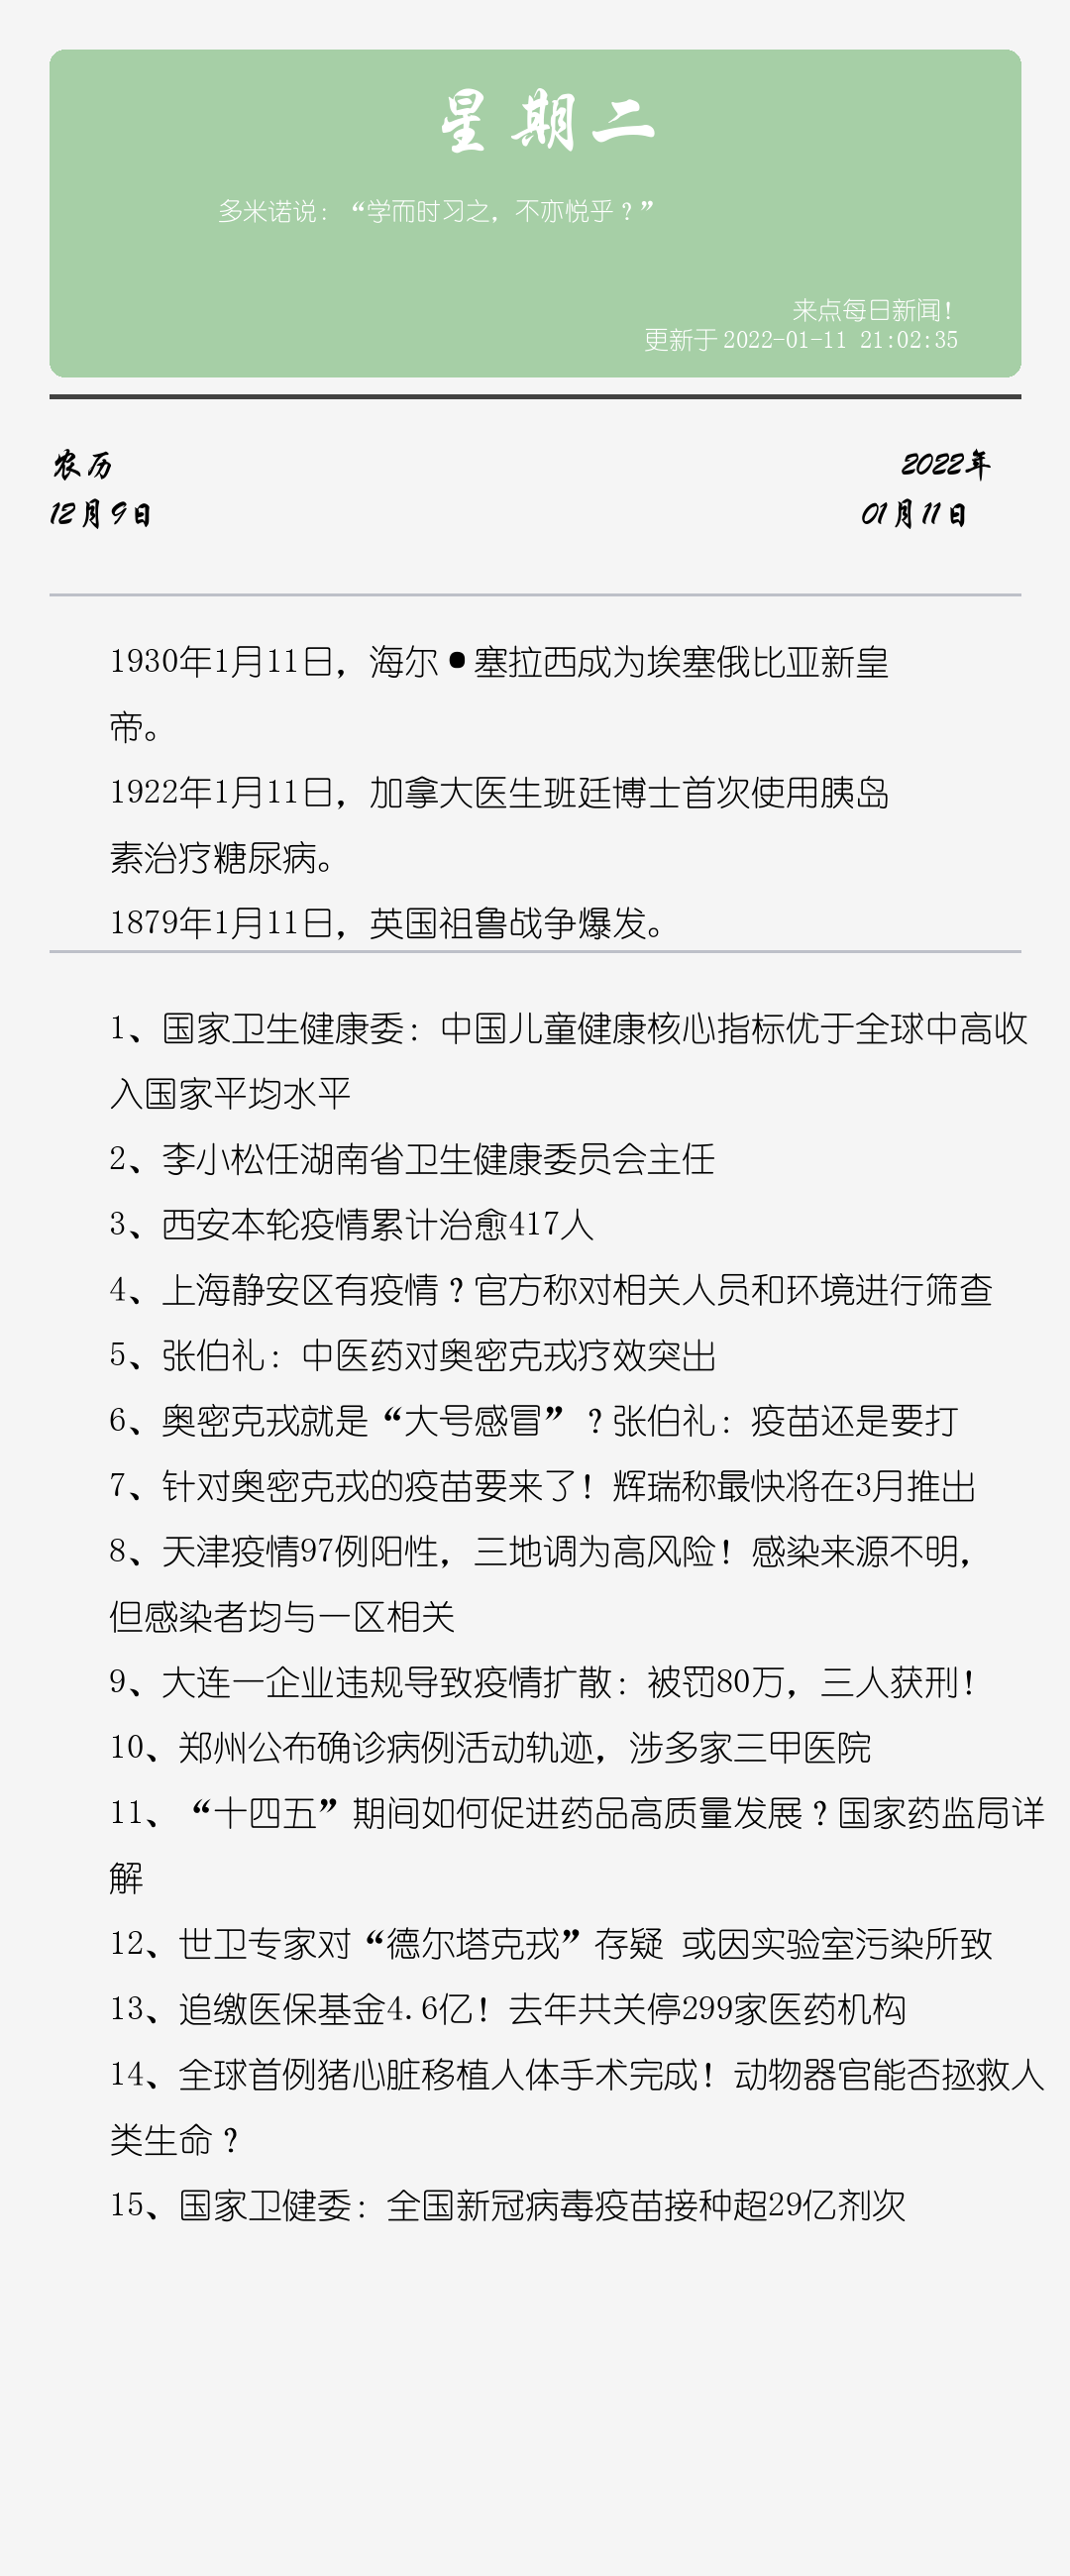 星期二
多米诺说：“学而时习之，不亦悦乎？”
来点每日新闻！
更新于2022-01-11 21:02:35
农历
2022年
12月9日
01月11日
1930年1月11日，海尔•塞拉西成为埃塞俄比亚新皇
帝。
1922年1月11日，加拿大医生班廷博士首次使用胰岛
素治疗糖尿病。
1879年1月11日，英国祖鲁战争爆发。
1、国家卫生健康委：中国儿童健康核心指标优于全球中高收
入国家平均水平
2、李小松任湖南省卫生健康委员会主任
3、西安本轮疫情累计治愈417人
4、上海静安区有疫情？官方称对相关人员和环境进行筛查
5、张伯礼：中医药对奥密克戎疗效突出
6、奥密克戎就是“大号感冒”？张伯礼：疫苗还是要打
7、针对奥密克戎的疫苗要来了！辉瑞称最快将在3月推出
8、天津疫情97例阳性，三地调为高风险！感染来源不明，
但感染者均与一区相关
9、大连一企业违规导致疫情扩散：被罚80万，三人获刑！
10、郑州公布确诊病例活动轨迹，涉多家三甲医院
11、“十四五”期间如何促进药品高质量发展？国家药监局详
解
12、世卫专家对“德尔塔克戎”存疑 或因实验室污染所致
13、追缴医保基金4.6亿！去年共关停299家医药机构
14、全球首例猪心脏移植人体手术完成！动物器官能否拯救人
类生命？
15、国家卫健委：全国新冠病毒疫苗接种超29亿剂次